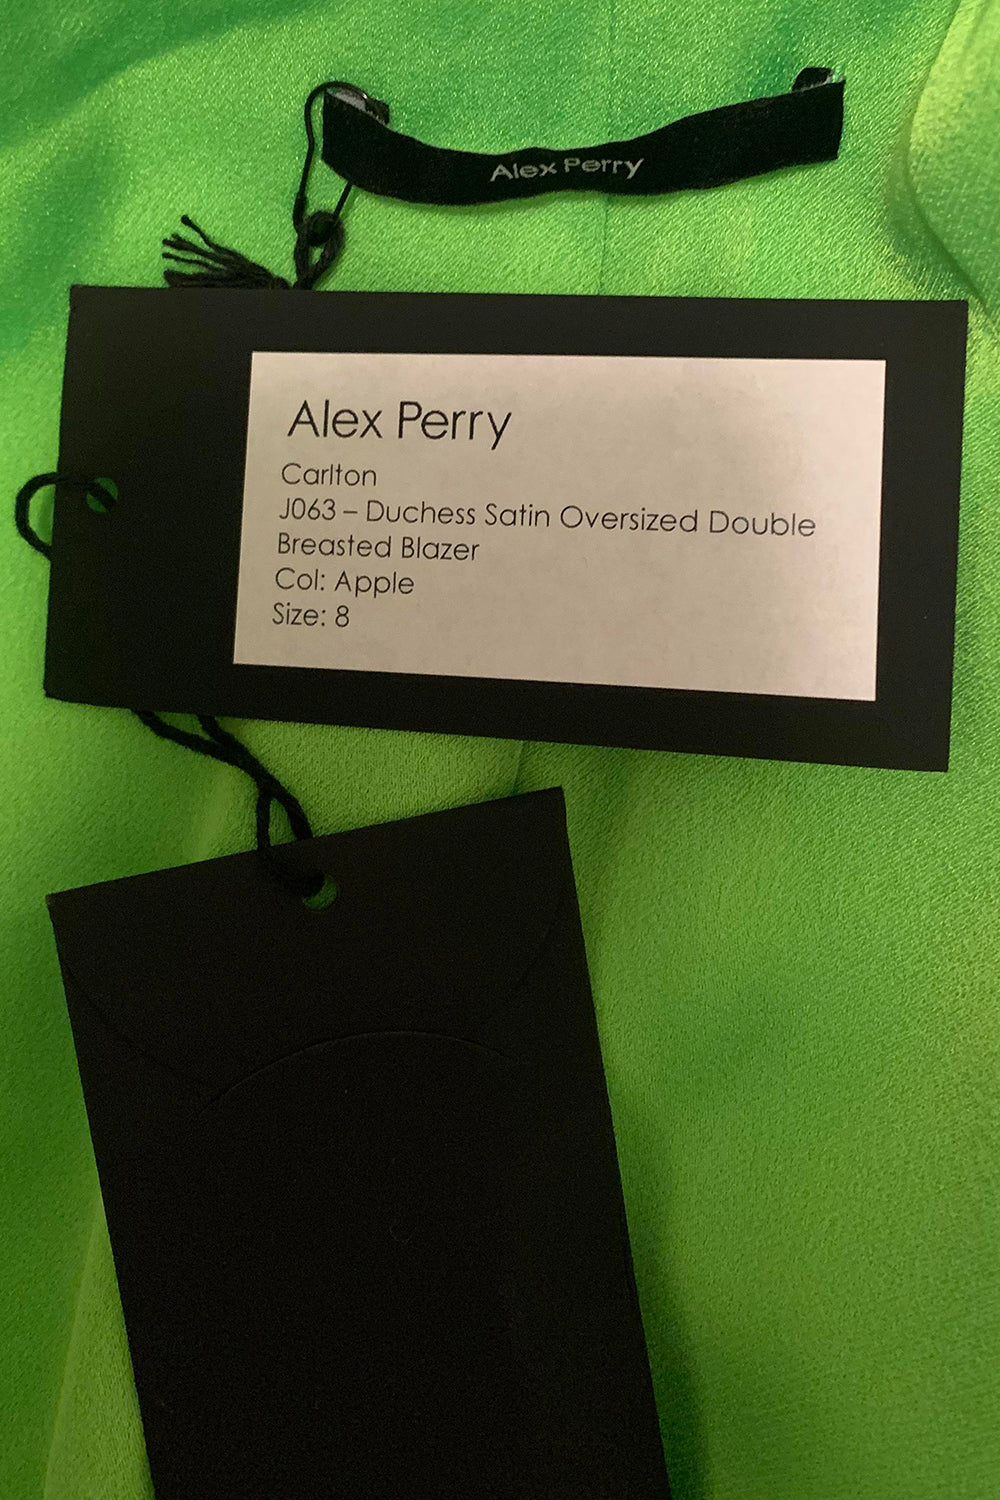 Alex Perry
Alex Perry
Carlton
J063 – Duchess Satin Oversized Double
Breasted Blazer
Col: Apple
Size: 8